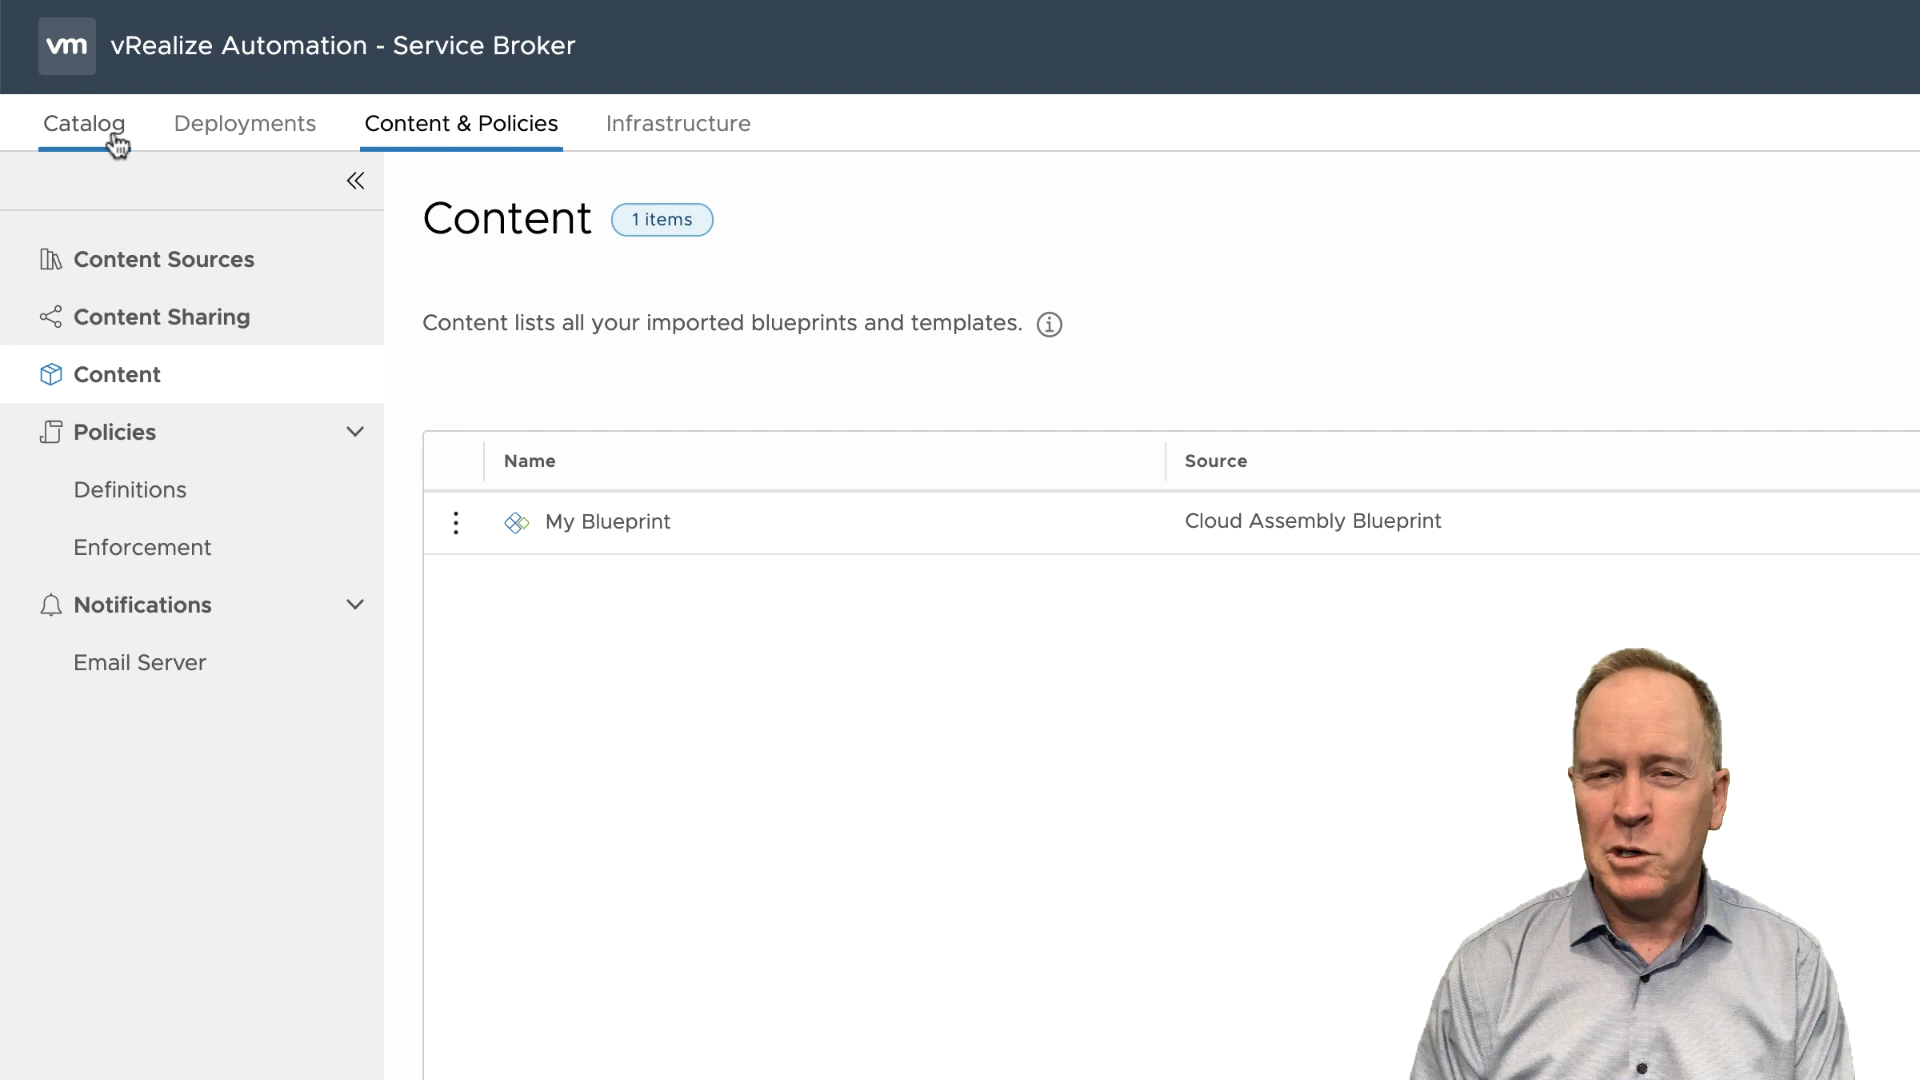 vm vRealize Automation - Service Broker
Catalog Deployments Content & Policies Infrastructure
Content Sources
Content Sharing
Content
Policies
Definitions
Enforcement
Notifications
Email Server
Content 1 items
Content lists all your imported blueprints and templates.
Name Source
My Blueprint Cloud Assembly Blueprint